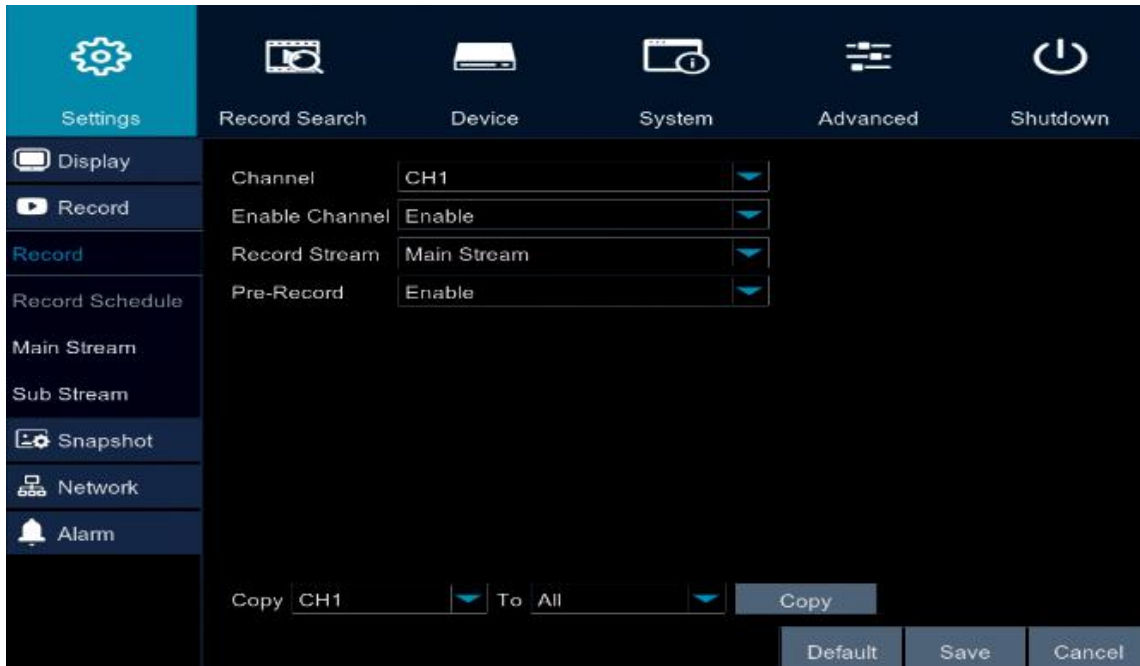 Settings Record Search Device System Advanced Shutdown
Display
Record
Record
Record Schedule
Main Stream
Sub Stream
Snapshot
Network
Alarm
Channel CH1
Enable Channel Enable
Record Stream Main Stream
Pre-Record Enable
Copy CH1 To All Copy
Default Save Cancel